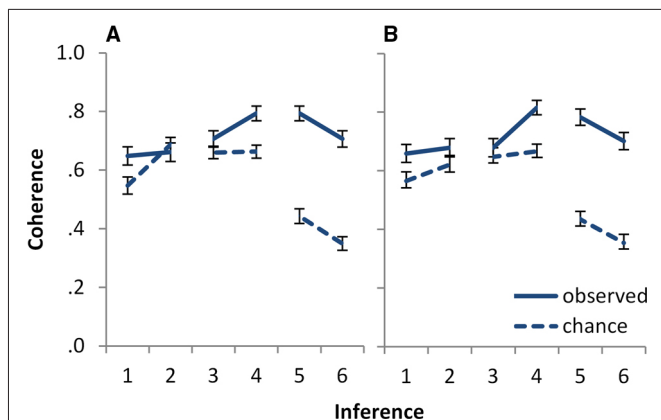 A B
1.0
.8
.6
.4
.2
.0
Coherence
observed
chance
1 2 3 4 5 6 1 2 3 4 5 6
Inference